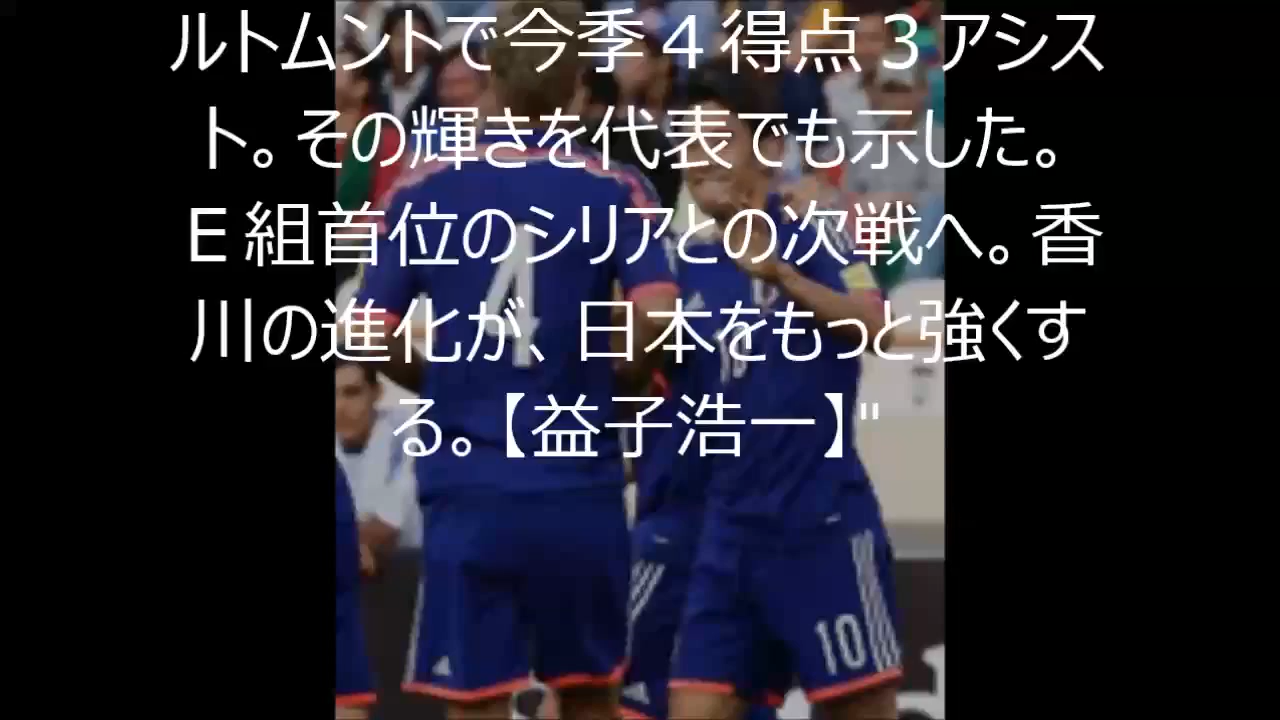 ルトムントで今季４得点３アシス
ト。その輝きを代表でも示した。
Ｅ組首位のシリアとの次戦へ。香
川の進化が、日本をもっと強くす
る。【益子浩一】"
4
10
10